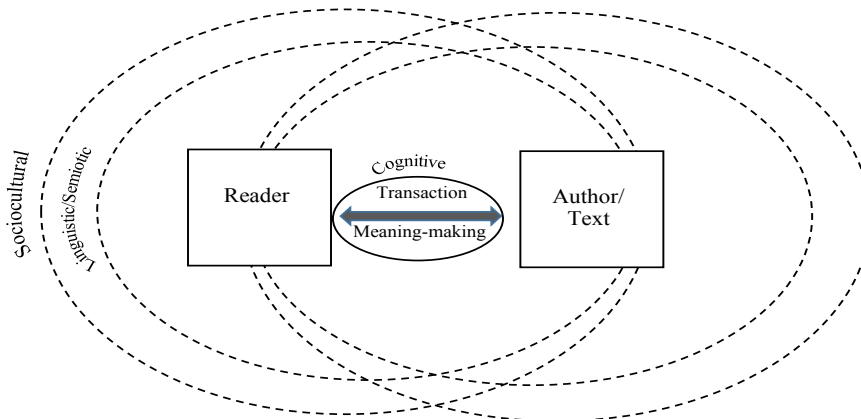 Sociocultural
Linguistic/Semiotic
Reader
Cognitive
Transaction
Meaning-making
Author/
Text